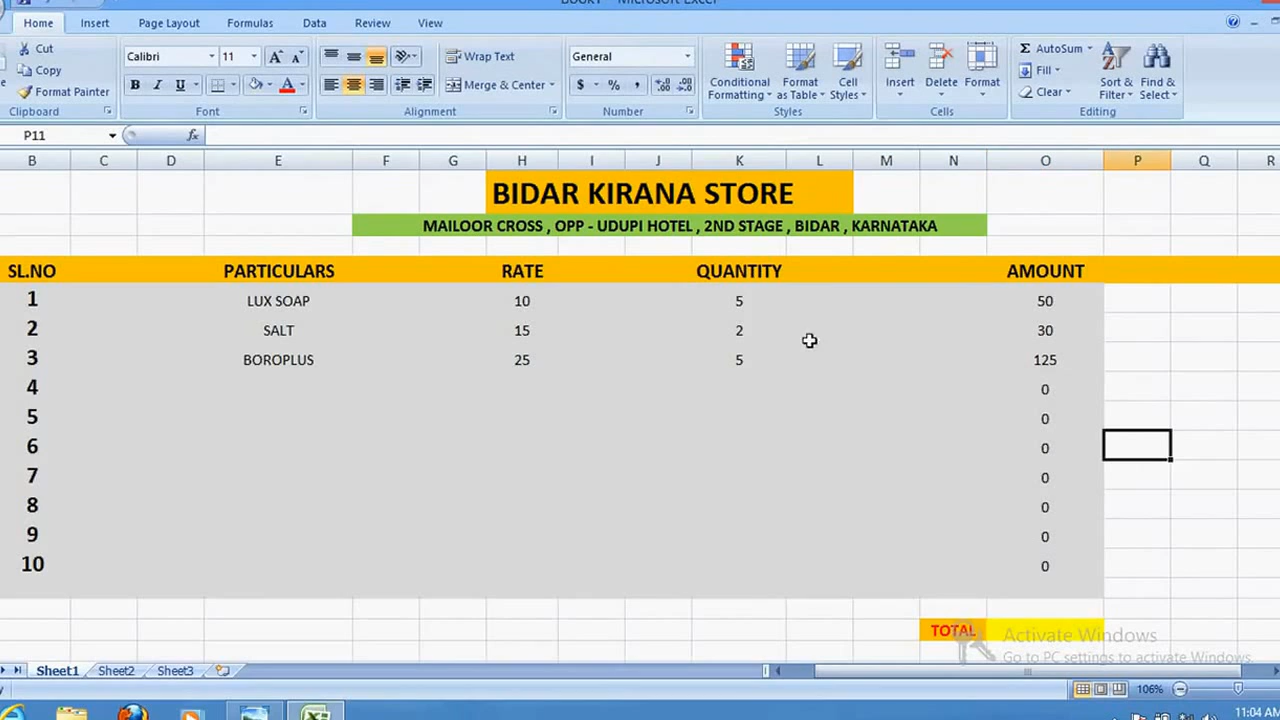 Book1 - Microsoft Excel
Home Insert Page Layout Formulas Data Review View
Cut
Copy
Format Painter
Clipboard
Calibri 11
B I U
Font
Wrap Text
Merge & Center
Alignment
General
$ % ,
Number
Conditional Formatting
Format as Table
Cell Styles
Styles
Insert
Delete
Format
Cells
Σ AutoSum
Fill
Clear
Sort & Filter
Find & Select
Editing
P11 fx
B C D E F G H I J K L M N O P Q R
BIDAR KIRANA STORE
MAILOOR CROSS , OPP - UDUPI HOTEL , 2ND STAGE , BIDAR , KARNATAKA
SL.NO PARTICULARS RATE QUANTITY AMOUNT
1 LUX SOAP 10 5 50
2 SALT 15 2 30
3 BOROPLUS 25 5 125
4 0
5 0
6 0
7 0
8 0
9 0
10 0
TOTAL
Activate Windows
Go to PC settings to activate Windows.
Sheet1 Sheet2 Sheet3
106%
11:04 AM